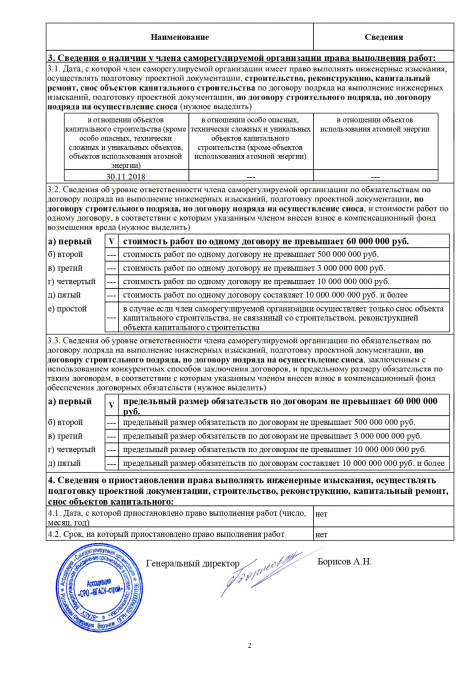 Наименование
Сведения
3. Сведения о наличии у члена саморегулируемой организации права выполнения работ:
3.1. Дата, с которой член саморегулируемой организации имеет право выполнять инженерные изыскания,
осуществлять подготовку проектной документации, строительство, реконструкцию, капитальный
ремонт, снос объектов капитального строительства по договору подряда на выполнение инженерных
изысканий, подготовку проектной документации, по договору строительного подряда, по договору
подряда на осуществление сноса (нужное выделить)
в отношении объектов
капитального строительства (кроме
особо опасных, технически
сложных и уникальных объектов,
объектов использования атомной
энергии)
в отношении особо опасных,
технически сложных и уникальных
объектов капитального
строительства (кроме объектов
использования атомной энергии)
в отношении объектов
использования атомной энергии
30.11.2018
---
---
3.2. Сведения об уровне ответственности члена саморегулируемой организации по обязательствам по
договору подряда на выполнение инженерных изысканий, подготовку проектной документации, по
договору строительного подряда, по договору подряда на осуществление сноса, и стоимости работ по
одному договору, в соответствии с которым указанным членом внесен взнос в компенсационный фонд
возмещения вреда (нужное выделить)
а) первый V стоимость работ по одному договору не превышает 60 000 000 руб.
б) второй --- стоимость работ по одному договору не превышает 500 000 000 руб.
в) третий --- стоимость работ по одному договору не превышает 3 000 000 000 руб.
г) четвертый --- стоимость работ по одному договору не превышает 10 000 000 000 руб.
д) пятый --- стоимость работ по одному договору составляет 10 000 000 000 руб. и более
е) простой --- в случае если член саморегулируемой организации осуществляет только снос объекта
капитального строительства, не связанный со строительством, реконструкцией
объекта капитального строительства
3.3. Сведения об уровне ответственности члена саморегулируемой организации по обязательствам по
договору подряда на выполнение инженерных изысканий, подготовку проектной документации, по
договору строительного подряда, по договору подряда на осуществление сноса, заключенным с
использованием конкурентных способов заключения договоров, и предельному размеру обязательств по
таким договорам, в соответствии с которым указанным членом внесен взнос в компенсационный фонд
обеспечения договорных обязательств (нужное выделить)
а) первый V предельный размер обязательств по договорам не превышает 60 000 000
руб.
б) второй --- предельный размер обязательств по договорам не превышает 500 000 000 руб.
в) третий --- предельный размер обязательств по договорам не превышает 3 000 000 000 руб.
г) четвертый --- предельный размер обязательств по договорам не превышает 10 000 000 000 руб.
д) пятый --- предельный размер обязательств по договорам составляет 10 000 000 000 руб. и более
4. Сведения о приостановлении права выполнять инженерные изыскания, осуществлять
подготовку проектной документации, строительство, реконструкцию, капитальный ремонт,
снос объектов капитального:
4.1. Дата, с которой приостановлено право выполнения работ (число,
месяц, год)
нет
4.2. Срок, на который приостановлено право выполнения работ
нет
Генеральный директор
Борисов А.Н.
Ассоциация
«СРО «ВГАСУ-строй»
2